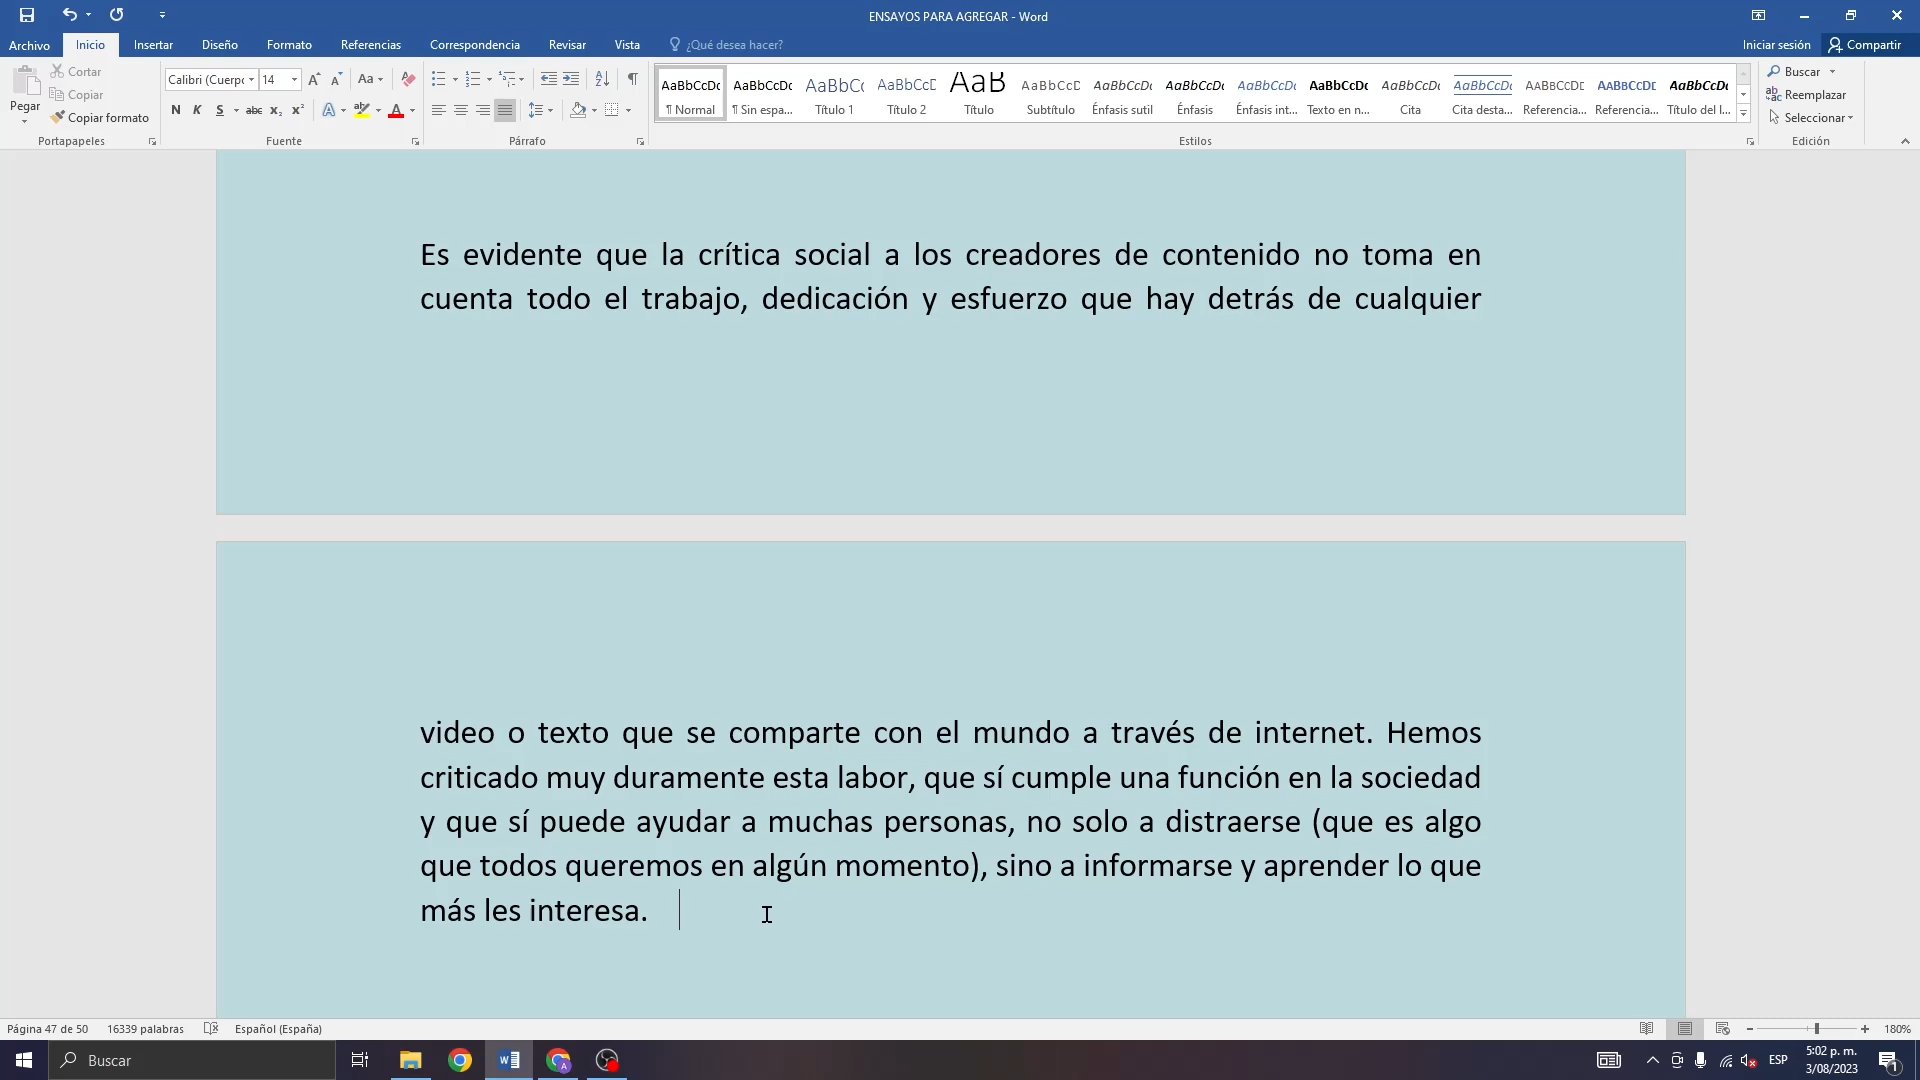 ENSAYOS PARA AGREGAR - Word
Archivo Inicio Insertar Diseño Formato Referencias Correspondencia Revisar Vista ¿Qué desea hacer? Iniciar sesión Compartir
Pegar
Cortar
Copiar
Copiar formato
Calibri (Cuerpo 14 Aa
N K S abc x₂ x² A A
AaBbCcDc AaBbCcDc AaBbCc AaBbCcD AaB AaBbCcD AaBbCcDc AaBbCcDc AaBbCcDc AaBbCcDc AaBbCcDc AaBbCcDc AABBCCDE AABBCCDE AaBbCcDc
¶ Normal ¶ Sin espa... Título 1 Título 2 Título Subtítulo Énfasis sutil Énfasis Énfasis int... Texto en n... Cita Cita desta... Referencia... Referencia... Título del l...
Buscar
Reemplazar
Seleccionar
Portapapeles Fuente Párrafo Estilos Edición
Es evidente que la crítica social a los creadores de contenido no toma en
cuenta todo el trabajo, dedicación y esfuerzo que hay detrás de cualquier
video o texto que se comparte con el mundo a través de internet. Hemos
criticado muy duramente esta labor, que sí cumple una función en la sociedad
y que sí puede ayudar a muchas personas, no solo a distraerse (que es algo
que todos queremos en algún momento), sino a informarse y aprender lo que
más les interesa.
Página 47 de 50 16339 palabras Español (España) 180%
Buscar ESP 5:02 p. m.
3/08/2023
1